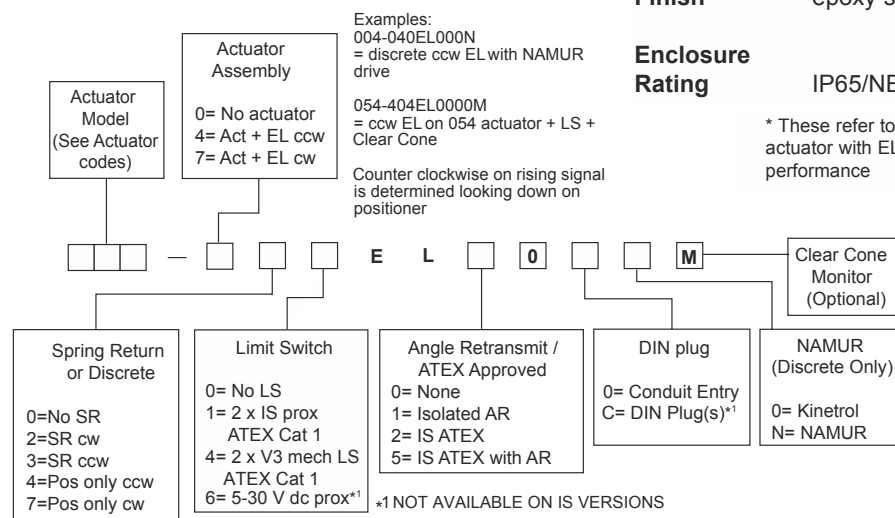 Finish
Enclosure
Rating
* These refer to
actuator with EL
performance
Examples:
004-040EL000N
= discrete ccw EL with NAMUR
drive
054-404EL0000M
= ccw EL on 054 actuator + LS +
Clear Cone
Counter clockwise on rising signal
is determined looking down on
positioner
Actuator
Assembly
0= No actuator
4= Act + EL ccw
7= Act + EL cw
Actuator
Model
(See Actuator
codes)
– E L 0 M
Clear Cone
Monitor
(Optional)
Spring Return
or Discrete
0=No SR
2=SR cw
3=SR ccw
4=Pos only ccw
7=Pos only cw
Limit Switch
0= No LS
1= 2 x IS prox
ATEX Cat 1
4= 2 x V3 mech LS
ATEX Cat 1
6= 5-30 V dc prox*1
Angle Retransmit /
ATEX Approved
0= None
1= Isolated AR
2= IS ATEX
5= IS ATEX with AR
DIN plug
0= Conduit Entry
C= DIN Plug(s)*1
NAMUR
(Discrete Only)
0= Kinetrol
N= NAMUR
*1 NOT AVAILABLE ON IS VERSIONS